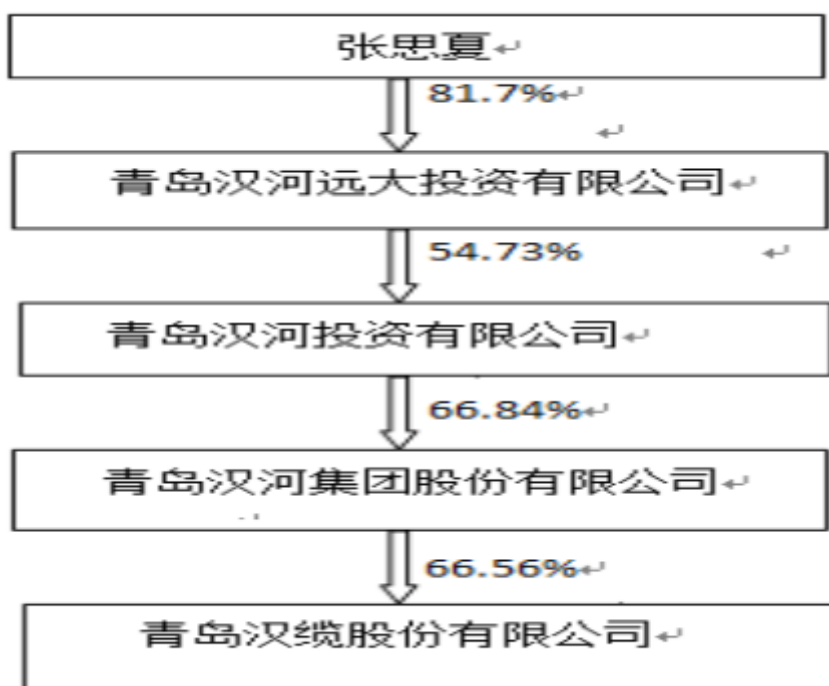 张思夏
81.7%
青岛汉河远大投资有限公司
54.73%
青岛汉河投资有限公司
66.84%
青岛汉河集团股份有限公司
66.56%
青岛汉缆股份有限公司